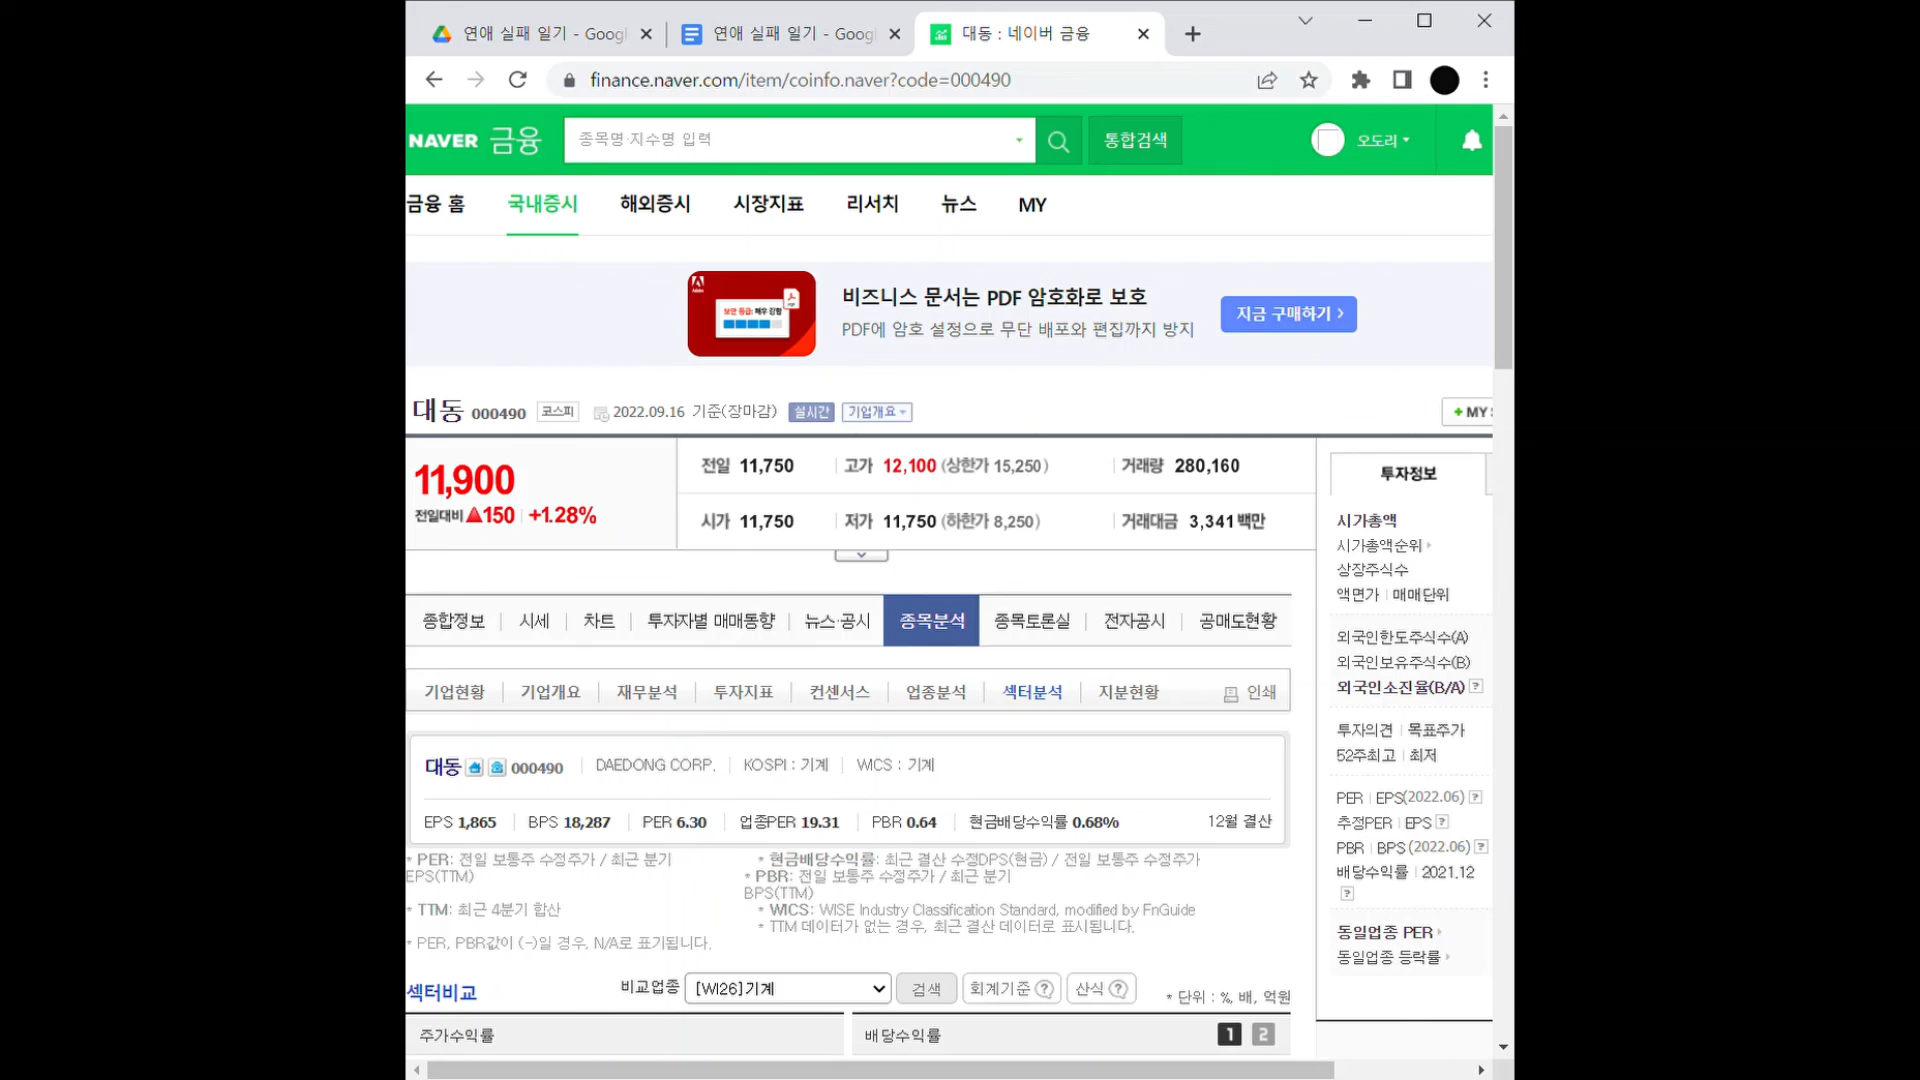 연애 실패 일기 - Googl
연애 실패 일기 - Googl
대동 : 네이버 금융
finance.naver.com/item/coinfo.naver?code=000490
NAVER 금융
종목명·지수명 입력
통합검색
오도리
금융 홈 국내증시 해외증시 시장지표 리서치 뉴스 MY
Adobe
보안 등급: 매우 강함
비즈니스 문서는 PDF 암호화로 보호
PDF에 암호 설정으로 무단 배포와 편집까지 방지
지금 구매하기 >
대동 000490 코스피 2022.09.16 기준(장마감) 실시간 기업개요
+ MY
11,900
전일대비 ▲150 +1.28%
전일 11,750 고가 12,100 (상한가 15,250) 거래량 280,160
시가 11,750 저가 11,750 (하한가 8,250) 거래대금 3,341 백만
종합정보 시세 차트 투자자별 매매동향 뉴스·공시 종목분석 종목토론실 전자공시 공매도현황
기업현황 기업개요 재무분석 투자지표 컨센서스 업종분석 섹터분석 지분현황 인쇄
대동 000490 DAEDONG CORP. KOSPI : 기계 WICS : 기계
EPS 1,865 BPS 18,287 PER 6.30 업종PER 19.31 PBR 0.64 현금배당수익률 0.68% 12월 결산
* PER: 전일 보통주 수정주가 / 최근 분기
EPS(TTM)
* TTM: 최근 4분기 합산
* PER, PBR값이 (-)일 경우, N/A로 표기됩니다.
* 현금배당수익률: 최근 결산 수정DPS(현금) / 전일 보통주 수정주가
* PBR: 전일 보통주 수정주가 / 최근 분기
BPS(TTM)
* WICS: WISE Industry Classification Standard, modified by FnGuide
* TTM 데이터가 없는 경우, 최근 결산 데이터로 표시됩니다.
섹터비교
비교업종 [WI26]기계 검색 회계기준 ? 산식 ? * 단위 : %, 배, 억원
주가수익률
배당수익률 1 2
투자정보
시가총액
시가총액순위
상장주식수
액면가 | 매매단위
외국인한도주식수(A)
외국인보유주식수(B)
외국인소진율(B/A) ?
투자의견 | 목표주가
52주최고 | 최저
PER | EPS(2022.06) ?
추정PER | EPS ?
PBR | BPS (2022.06) ?
배당수익률 | 2021.12
?
동일업종 PER
동일업종 등락률